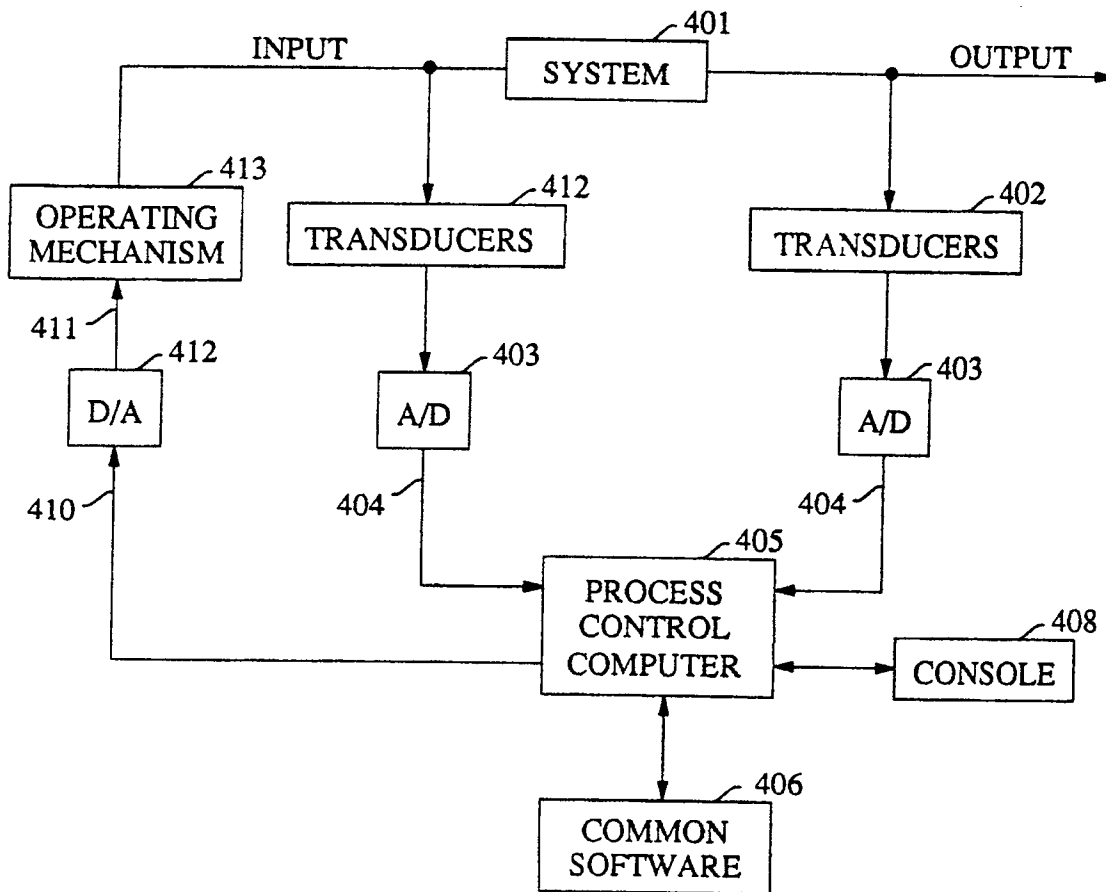 401
INPUT
SYSTEM
OUTPUT
413
412
402
OPERATING
MECHANISM
TRANSDUCERS
TRANSDUCERS
411
412
403
403
D/A
A/D
A/D
410
404
404
405
PROCESS
CONTROL
COMPUTER
408
CONSOLE
406
COMMON
SOFTWARE